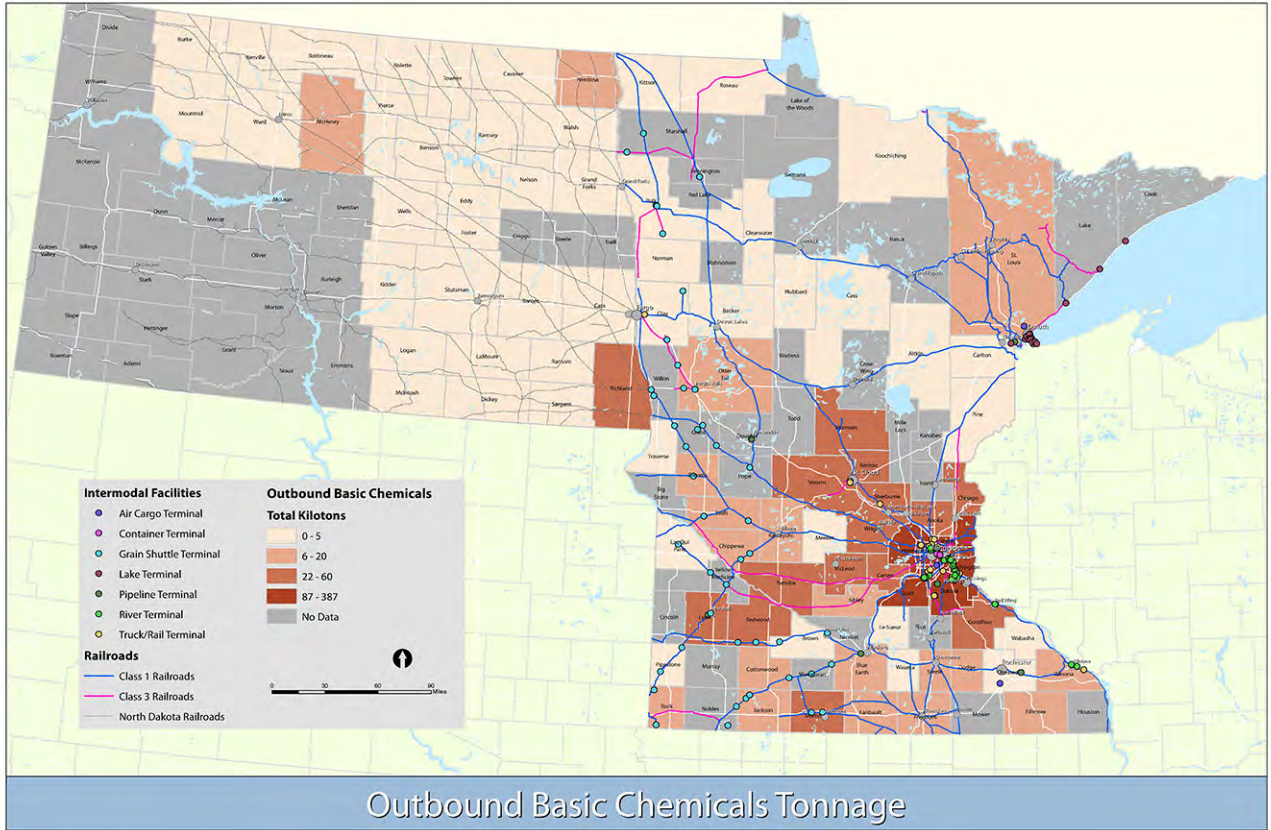 Divide
Burke
Renville
Bottineau
Rolette
Towner
Cavalier
Pembina
Kittson
Roseau
Lake of the Woods
Williams
Mountrail
Ward
McHenry
Pierce
Ramsey
Walsh
Marshall
Koochiching
Benson
Pennington
Beltrami
McKenzie
Nelson
Grand Forks
Grand Forks
Red Lake
Cook
Lake
Dunn
Mercer
McLean
Sheridan
Wells
Eddy
Foster
Griggs
Steele
Traill
Norman
Mahnomen
Clearwater
Itasca
St. Louis
Golden Valley
Billings
Stark
Oliver
Burleigh
Kidder
Stutsman
Barnes
Cass
Clay
Becker
Hubbard
Cass
Morton
Slope
Hettinger
Grant
Logan
LaMoure
Ransom
Richland
Wilkin
Otter Tail
Wadena
Crow Wing
Aitkin
Carlton
Duluth
Bowman
Adams
Sioux
Emmons
McIntosh
Dickey
Sargent
Todd
Morrison
Mille Lacs
Kanabec
Pine
Traverse
Big Stone
Pope
Stearns
Benton
Sherburne
Isanti
Chisago
Swift
Kandiyohi
Meeker
Wright
Anoka
Lac Qui Parle
Chippewa
Yellow Medicine
Renville
McLeod
Carver
Scott
Dakota
Sibley
Lincoln
Lyon
Redwood
Brown
Nicollet
Le Sueur
Rice
Goodhue
Wabasha
Pipestone
Murray
Cottonwood
Blue Earth
Waseca
Steele
Dodge
Rochester
Winona
Rock
Nobles
Jackson
Faribault
Freeborn
Mower
Fillmore
Houston
Intermodal Facilities
Air Cargo Terminal
Container Terminal
Grain Shuttle Terminal
Lake Terminal
Pipeline Terminal
River Terminal
Truck/Rail Terminal
Railroads
Class 1 Railroads
Class 3 Railroads
North Dakota Railroads
Outbound Basic Chemicals
Total Kilotons
0 - 5
6 - 20
22 - 60
87 - 387
No Data
0 15 30 60 90
Miles
Outbound Basic Chemicals Tonnage